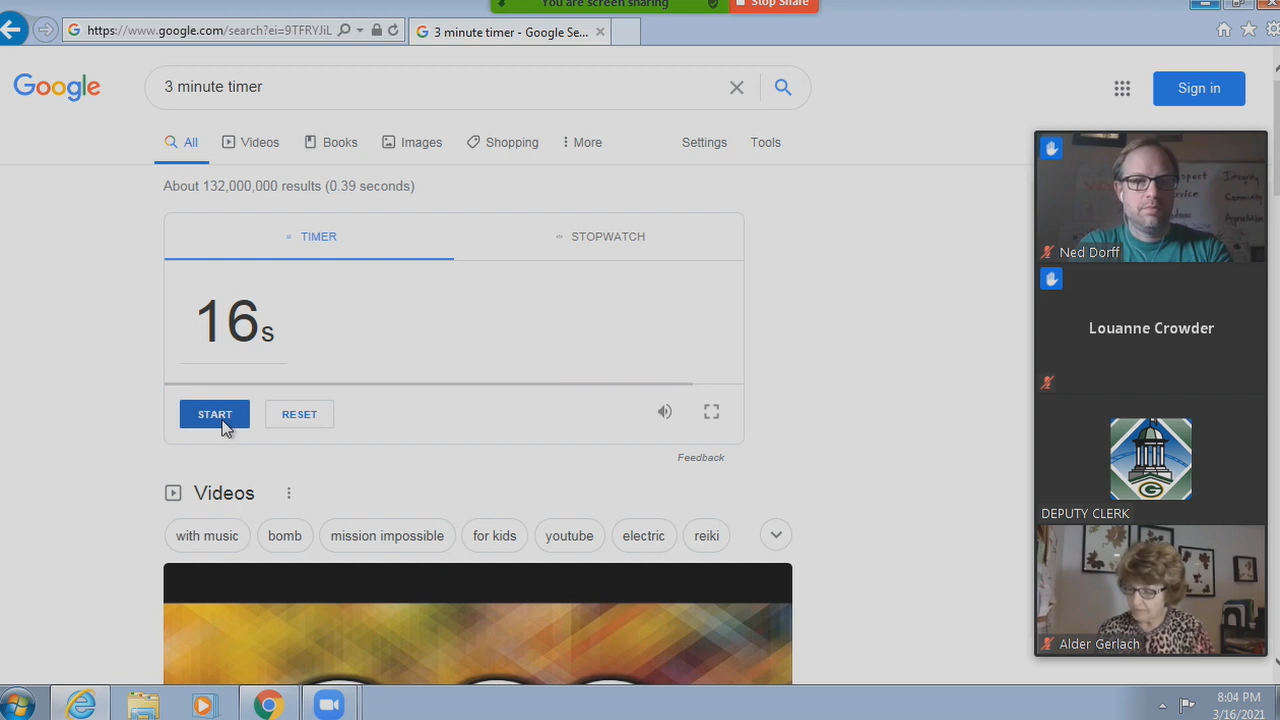 You are screen sharing
Stop Share
https://www.google.com/search?ei=9TFRYJiL
3 minute timer - Google Se...
Google
3 minute timer
Sign in
All
Videos
Books
Images
Shopping
More
Settings
Tools
About 132,000,000 results (0.39 seconds)
TIMER
STOPWATCH
16s
START
RESET
Feedback
Videos
with music
bomb
mission impossible
for kids
youtube
electric
reiki
Integrity
Community
Ned Dorff
Louanne Crowder
G
DEPUTY CLERK
Alder Gerlach
8:04 PM
3/16/2021